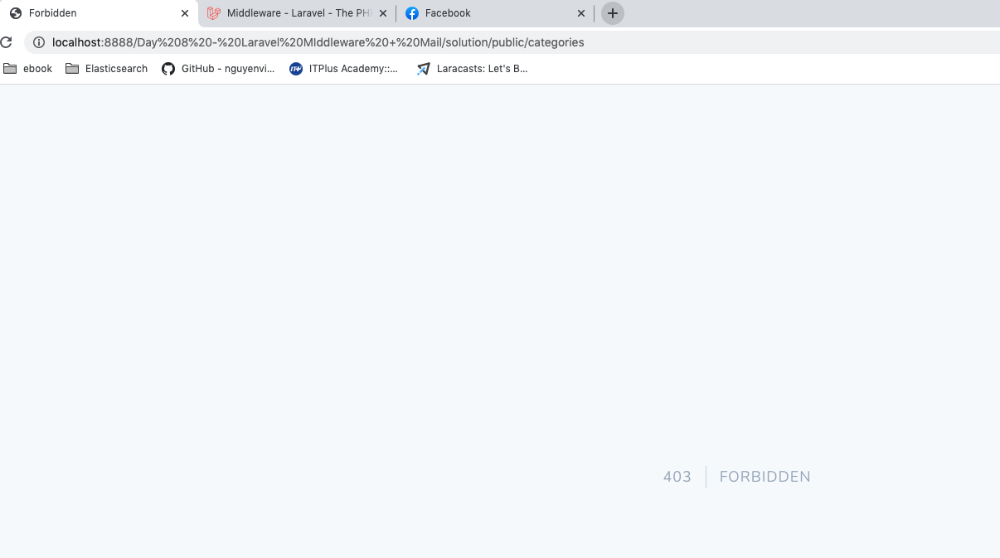 Forbidden
Middleware - Laravel - The PH
Facebook
localhost:8888/Day%208%20-%20Laravel%20MIddleware%20+%20Mail/solution/public/categories
ebook
Elasticsearch
GitHub - nguyenvi...
ITPlus Academy::...
Laracasts: Let's B...
403
FORBIDDEN